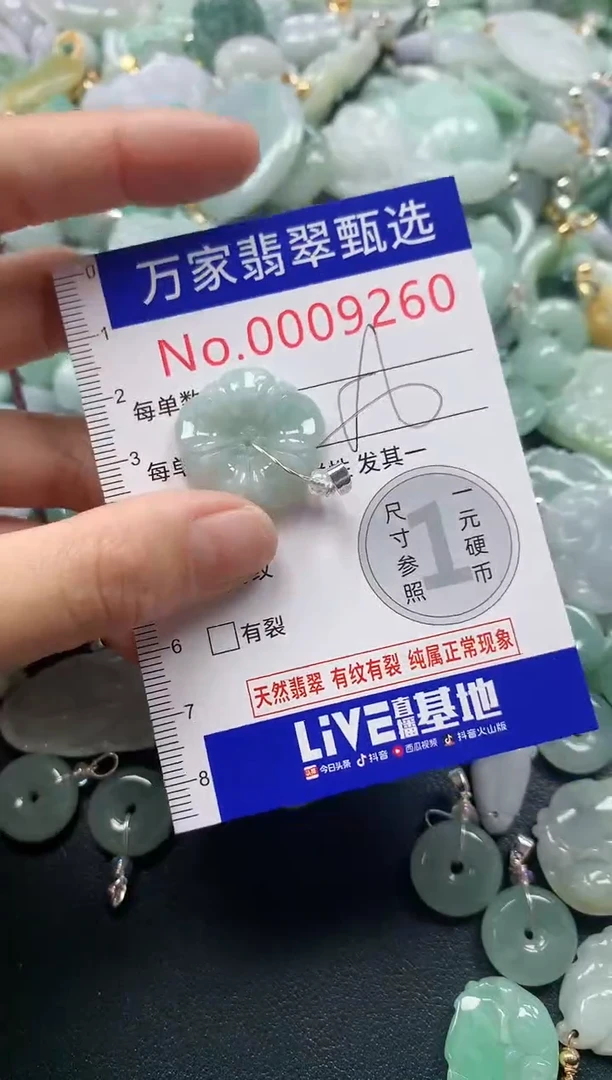 万家翡翠甄选
No.0009260
0
1
2
每单数
3
每单 发其一
尺寸参照
1
一元硬币
纹
6
□有裂
天然翡翠 有纹有裂 纯属正常现象
7
LiVE直播基地
8
头条 今日头条 抖音 西瓜视频 抖音火山版